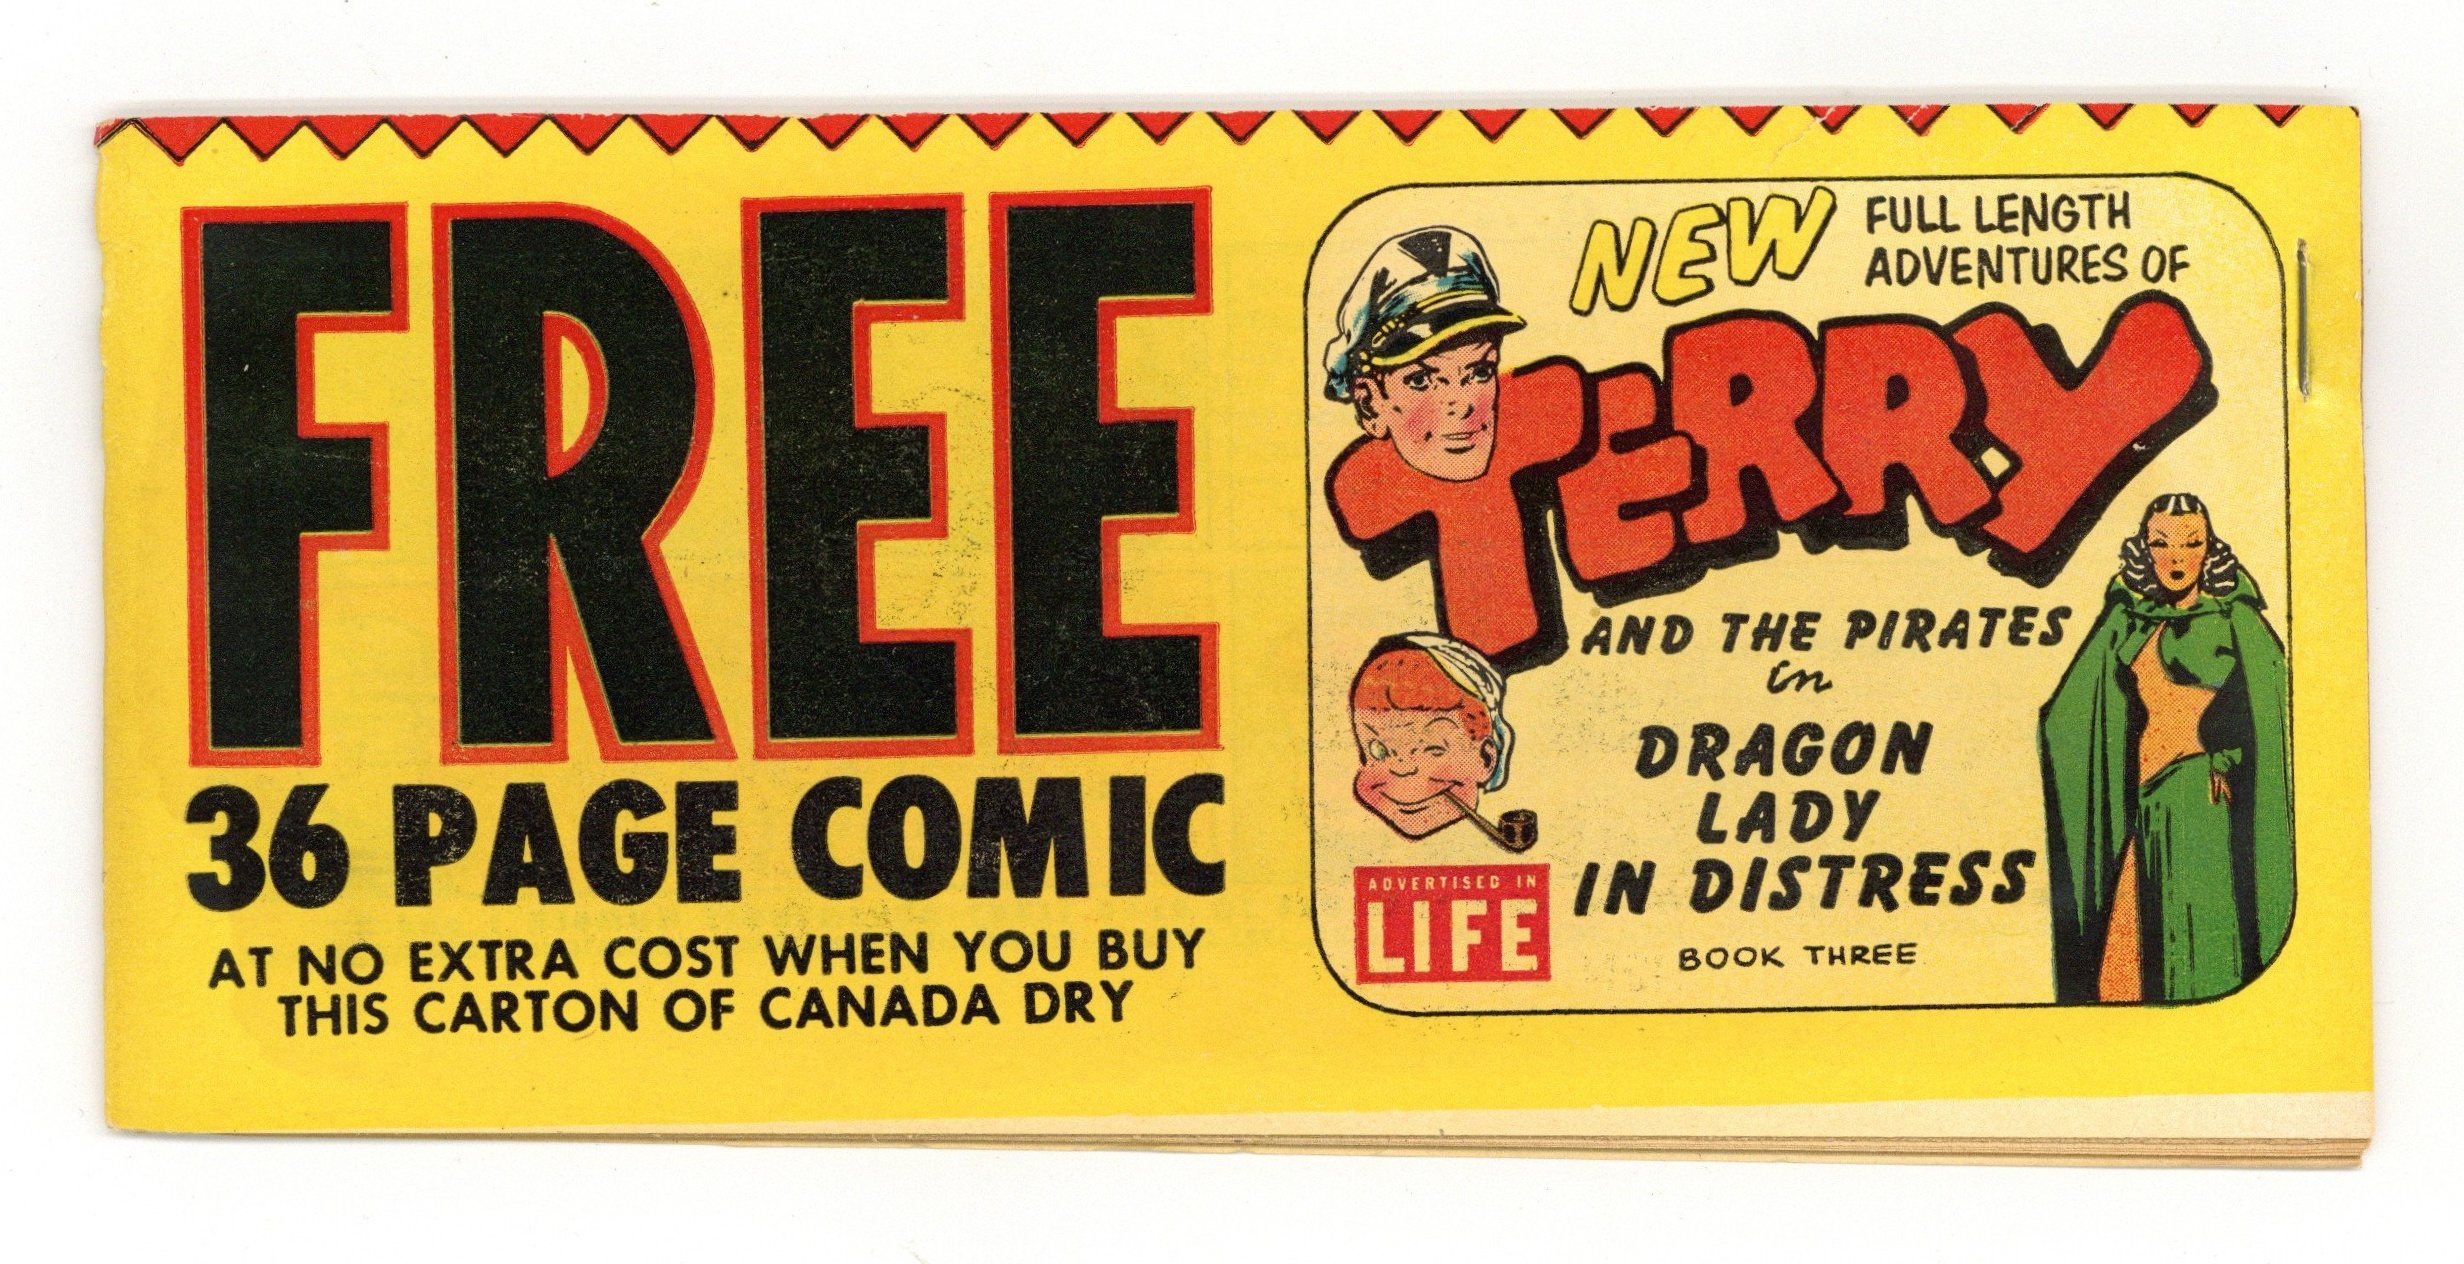 FREE
36 PAGE COMIC
AT NO EXTRA COST WHEN YOU BUY
THIS CARTON OF CANADA DRY
NEW FULL LENGTH
ADVENTURES OF
TERRY
AND THE PIRATES
in
DRAGON
LADY
IN DISTRESS
BOOK THREE
ADVERTISED IN
LIFE